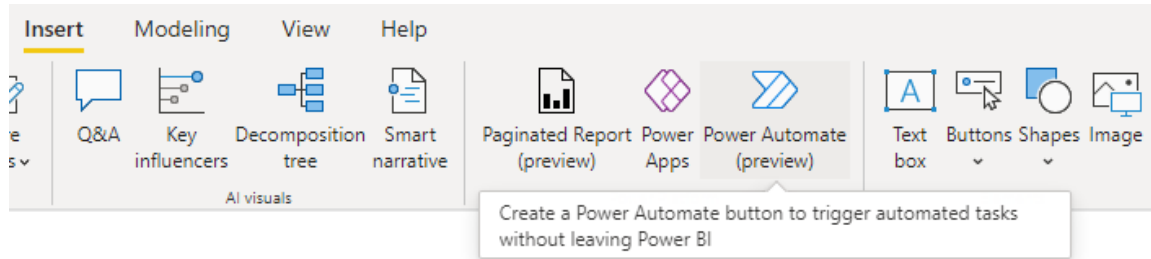 Insert Modeling View Help
e Q&A Key Decomposition Smart Paginated Report Power Power Automate Text Buttons Shapes Image
s influencers tree narrative (preview) Apps (preview) box
AI visuals
Create a Power Automate button to trigger automated tasks
without leaving Power BI